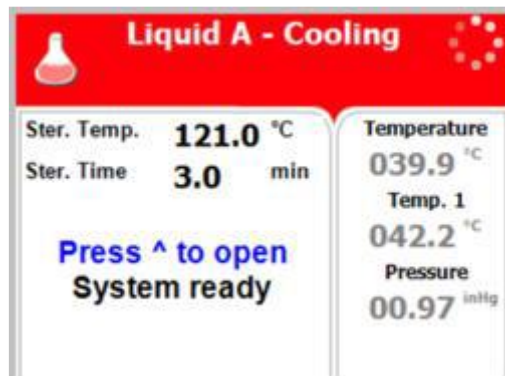 Liquid A - Cooling
Ster. Temp. 121.0 °C
Ster. Time 3.0 min
Press ^ to open
System ready
Temperature
039.9 °C
Temp. 1
042.2 °C
Pressure
00.97 inHg